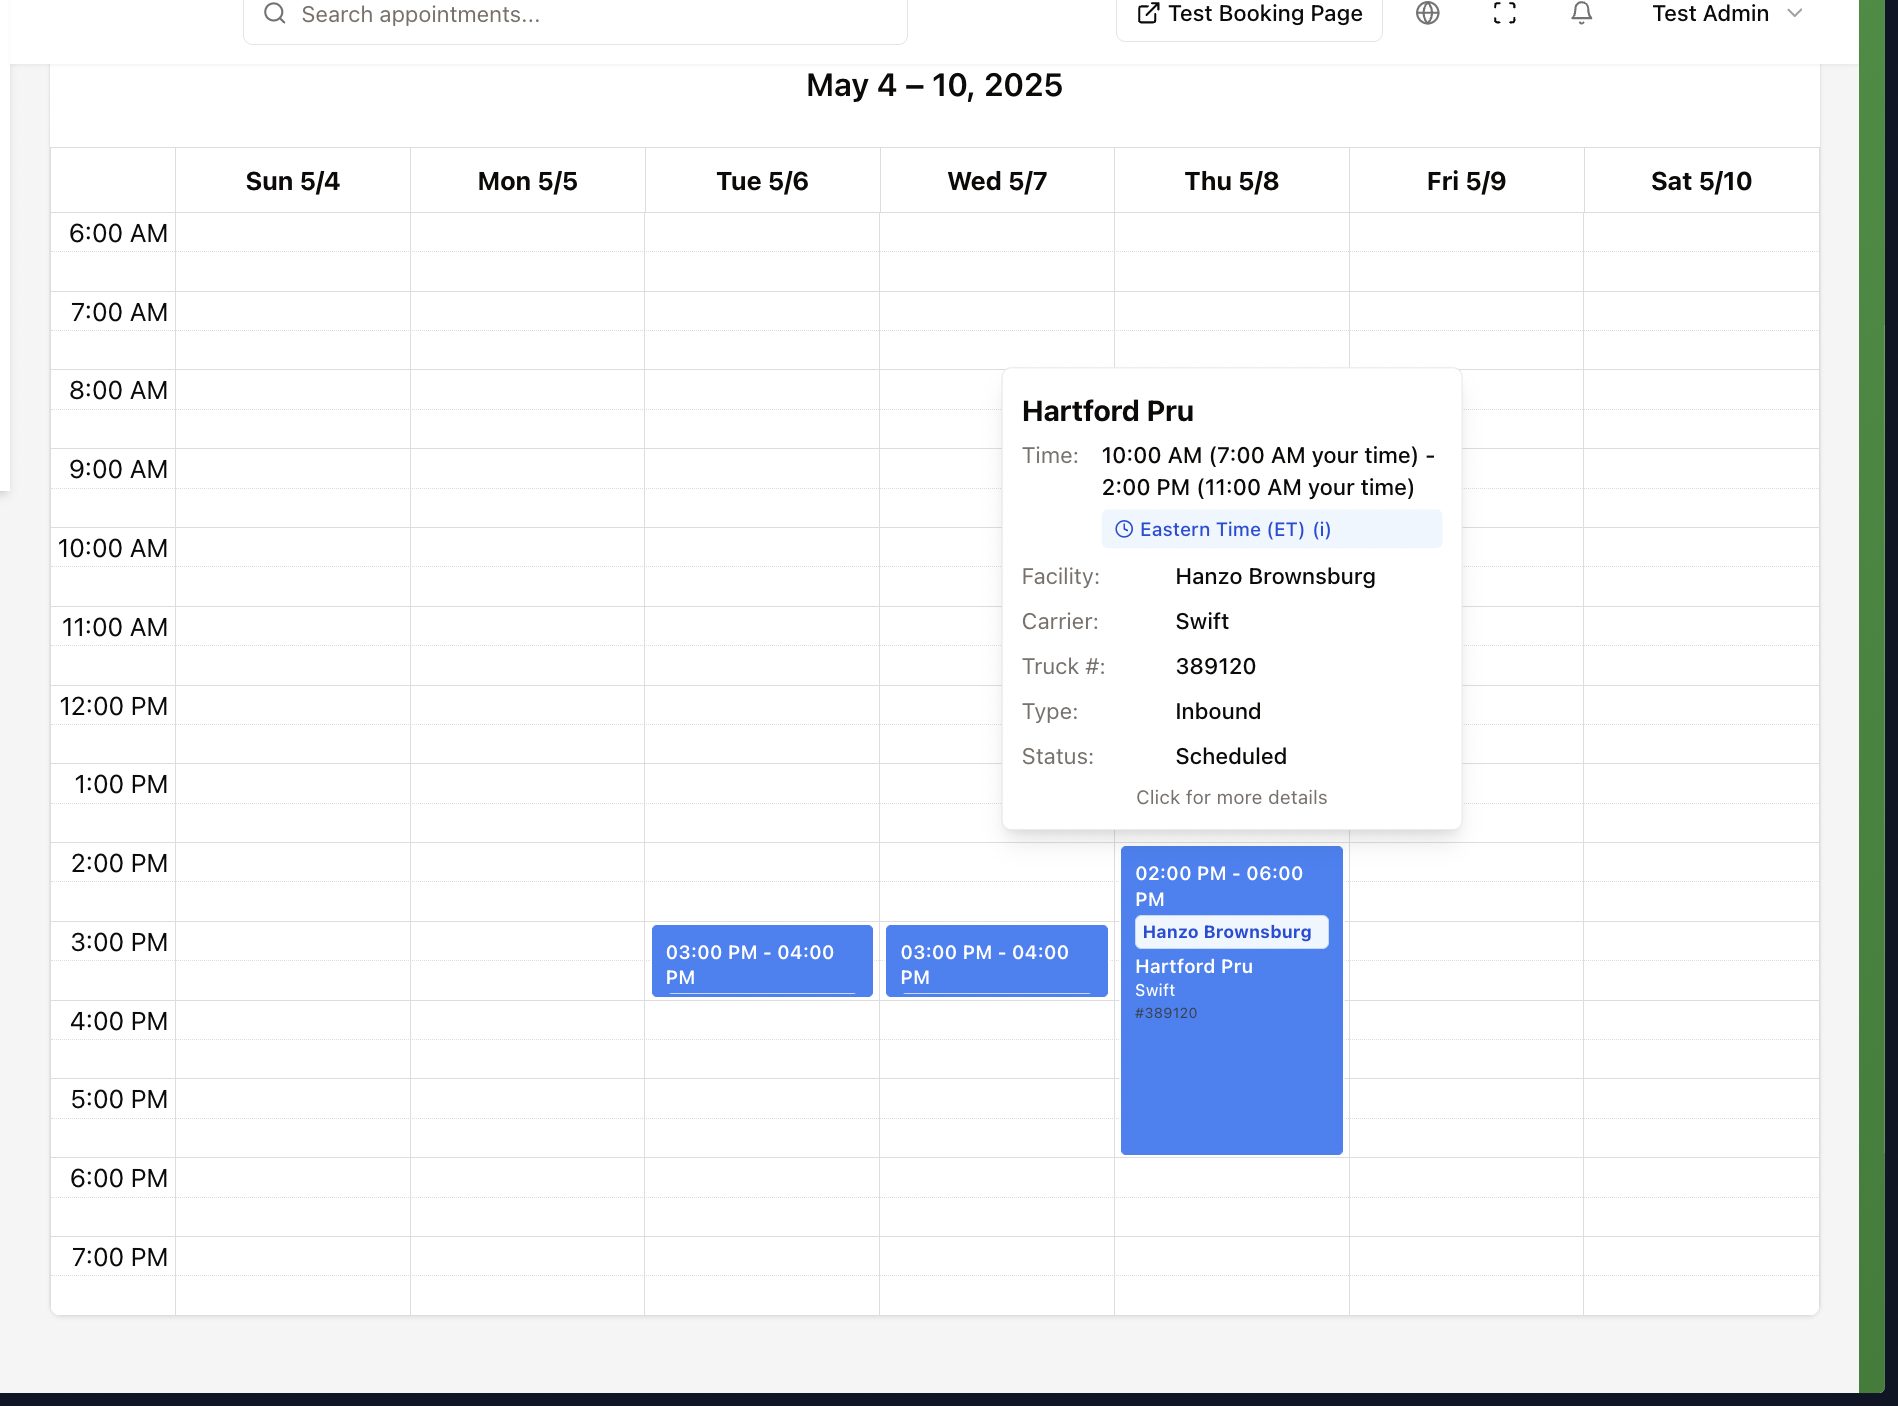 Search appointments...
Test Booking Page
Test Admin
May 4 – 10, 2025
Sun 5/4
Mon 5/5
Tue 5/6
Wed 5/7
Thu 5/8
Fri 5/9
Sat 5/10
6:00 AM
7:00 AM
8:00 AM
9:00 AM
10:00 AM
11:00 AM
12:00 PM
1:00 PM
2:00 PM
3:00 PM
4:00 PM
5:00 PM
6:00 PM
7:00 PM
Hartford Pru
Time: 10:00 AM (7:00 AM your time) -
2:00 PM (11:00 AM your time)
Eastern Time (ET) (i)
Facility: Hanzo Brownsburg
Carrier: Swift
Truck #: 389120
Type: Inbound
Status: Scheduled
Click for more details
03:00 PM - 04:00
PM
03:00 PM - 04:00
PM
02:00 PM - 06:00
PM
Hanzo Brownsburg
Hartford Pru
Swift
#389120